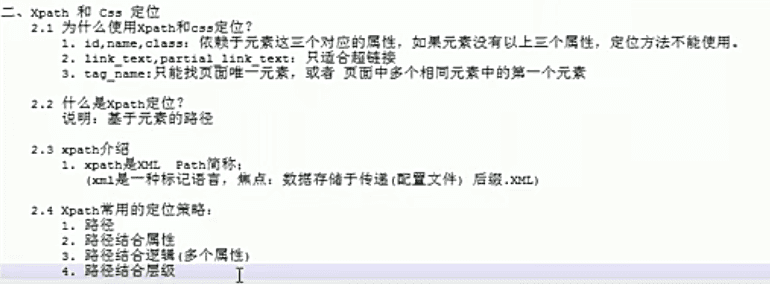 二、Xpath 和 Css 定位
2.1 为什么使用Xpath和css定位?
1. id,name,class: 依赖于元素这三个对应的属性，如果元素没有以上三个属性，定位方法不能使用。
2. link_text,partial_link_text: 只适合超链接
3. tag_name:只能找页面唯一元素，或者 页面中多个相同元素中的第一个元素
2.2 什么是Xpath定位?
说明: 基于元素的路径
2.3 xpath介绍
1. xpath是XML Path简称;
(xml是一种标记语言，焦点: 数据存储于传递(配置文件) 后缀.XML)
2.4 Xpath常用的定位策略:
1. 路径
2. 路径结合属性
3. 路径结合逻辑(多个属性)
4. 路径结合层级